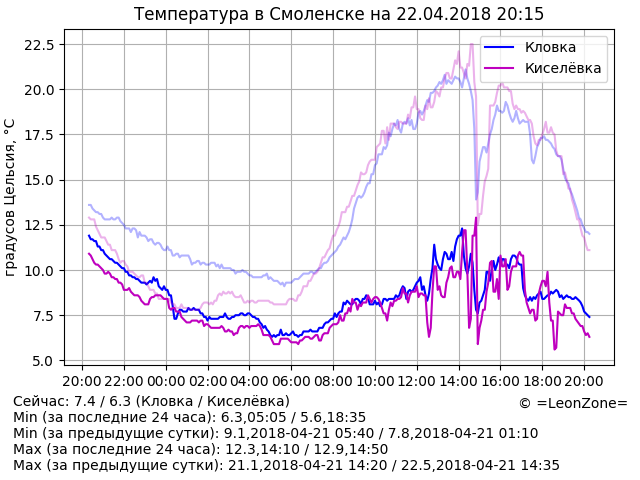 Температура в Смоленске на 22.04.2018 20:15
Кловка
Киселёвка
градусов Цельсия, °C
22.5
20.0
17.5
15.0
12.5
10.0
7.5
5.0
20:00 22:00 00:00 02:00 04:00 06:00 08:00 10:00 12:00 14:00 16:00 18:00 20:00
Сейчас: 7.4 / 6.3 (Кловка / Киселёвка)
© =LeonZone=
Min (за последние 24 часа): 6.3,05:05 / 5.6,18:35
Min (за предыдущие сутки): 9.1,2018-04-21 05:40 / 7.8,2018-04-21 01:10
Max (за последние 24 часа): 12.3,14:10 / 12.9,14:50
Max (за предыдущие сутки): 21.1,2018-04-21 14:20 / 22.5,2018-04-21 14:35